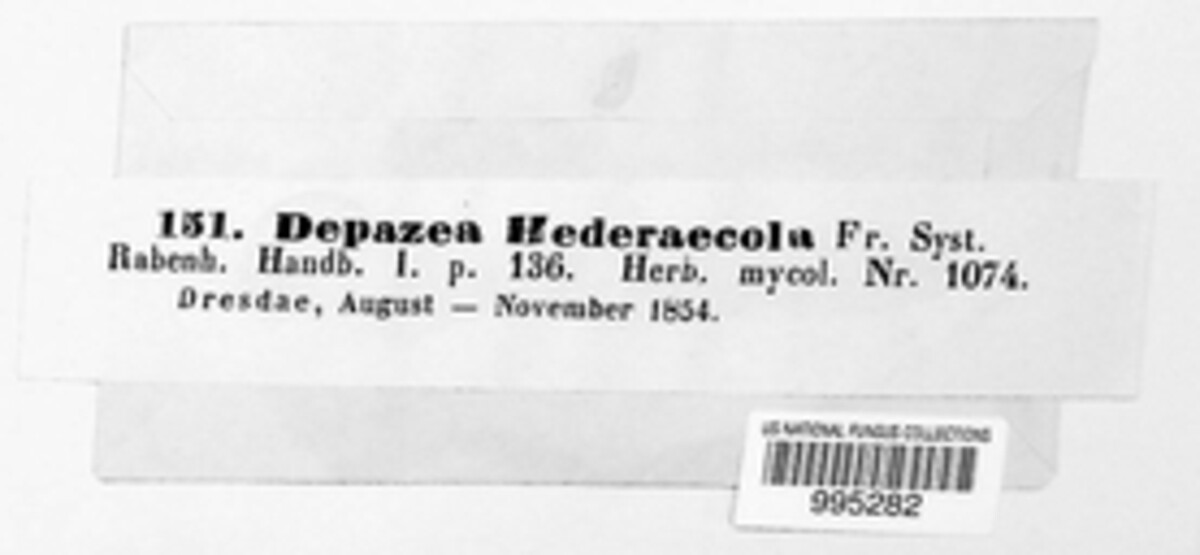 151. Depazea Hederaecola Fr. Syst.
Rabenh. Handb. I. p. 136. Herb. mycol. Nr. 1074.
Dresdae, August — November 1854.
US NATIONAL FUNGUS COLLECTIONS
995282